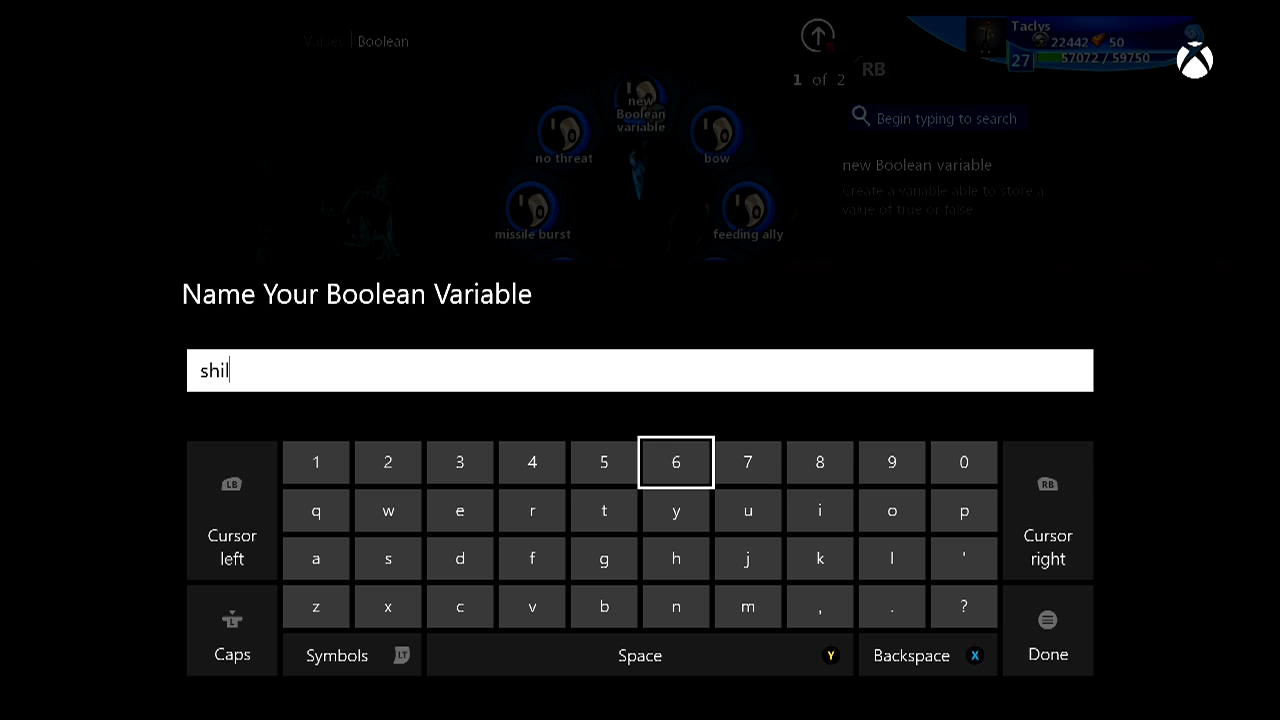 Values | Boolean
Taclys
22442 50
27 57072 / 59750
1 of 2 RB
Begin typing to search
new Boolean variable
no threat
bow
new Boolean variable
Create a variable able to store a
value of true or false
missile burst
feeding ally
Name Your Boolean Variable
shil
1 2 3 4 5 6 7 8 9 0
LB
RB
q w e r t y u i o p
Cursor left
Cursor right
a s d f g h j k l '
z x c v b n m , . ?
L
Caps
Symbols LT
Space Y
Backspace X
Done